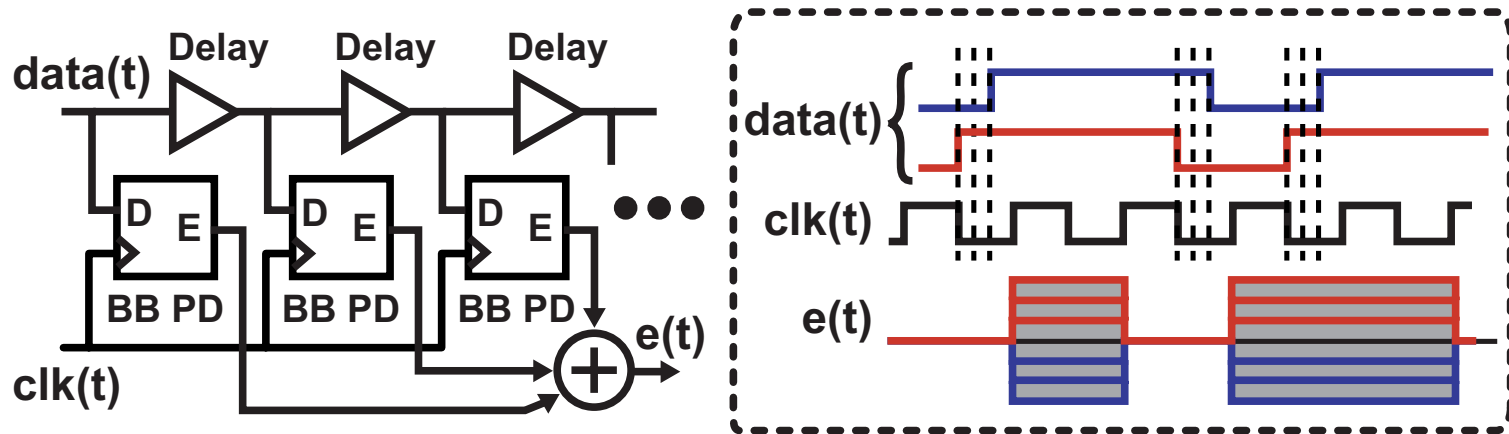 Delay Delay Delay
data(t)
D E D E D E
BB PD BB PD BB PD
clk(t)
e(t)
data(t)
clk(t)
e(t)